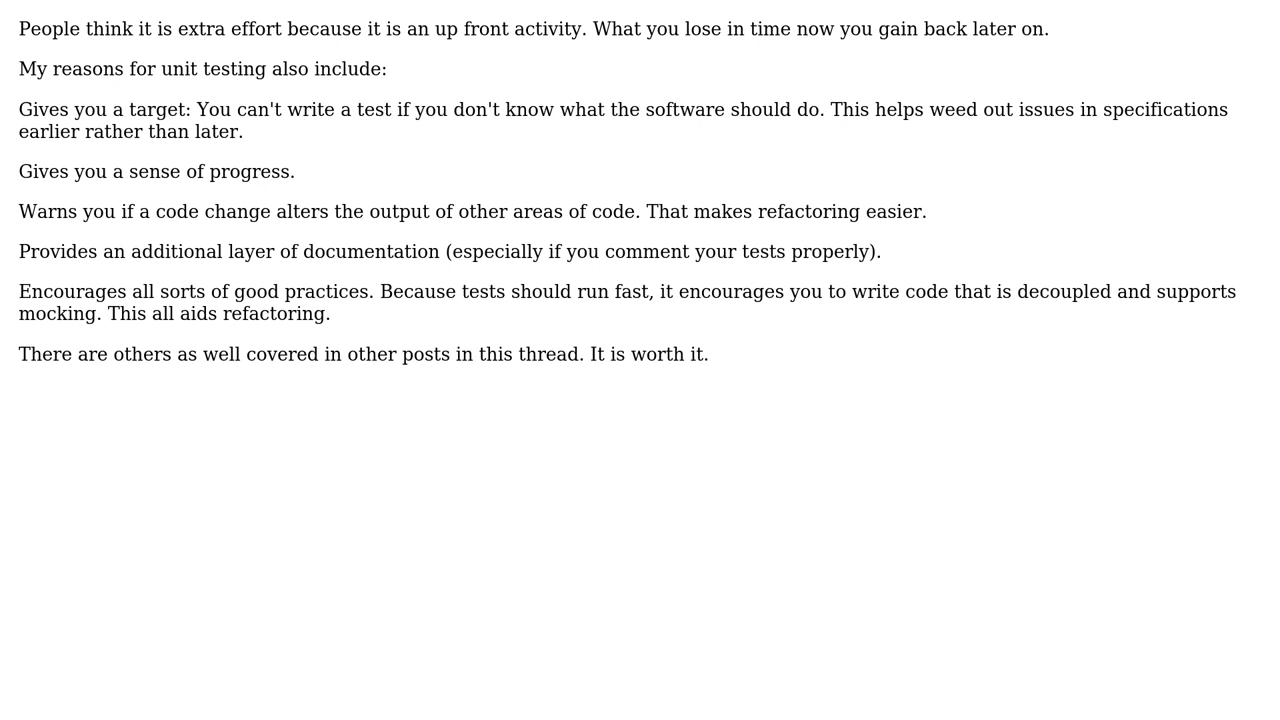 People think it is extra effort because it is an up front activity. What you lose in time now you gain back later on.
My reasons for unit testing also include:
Gives you a target: You can't write a test if you don't know what the software should do. This helps weed out issues in specifications
earlier rather than later.
Gives you a sense of progress.
Warns you if a code change alters the output of other areas of code. That makes refactoring easier.
Provides an additional layer of documentation (especially if you comment your tests properly).
Encourages all sorts of good practices. Because tests should run fast, it encourages you to write code that is decoupled and supports
mocking. This all aids refactoring.
There are others as well covered in other posts in this thread. It is worth it.